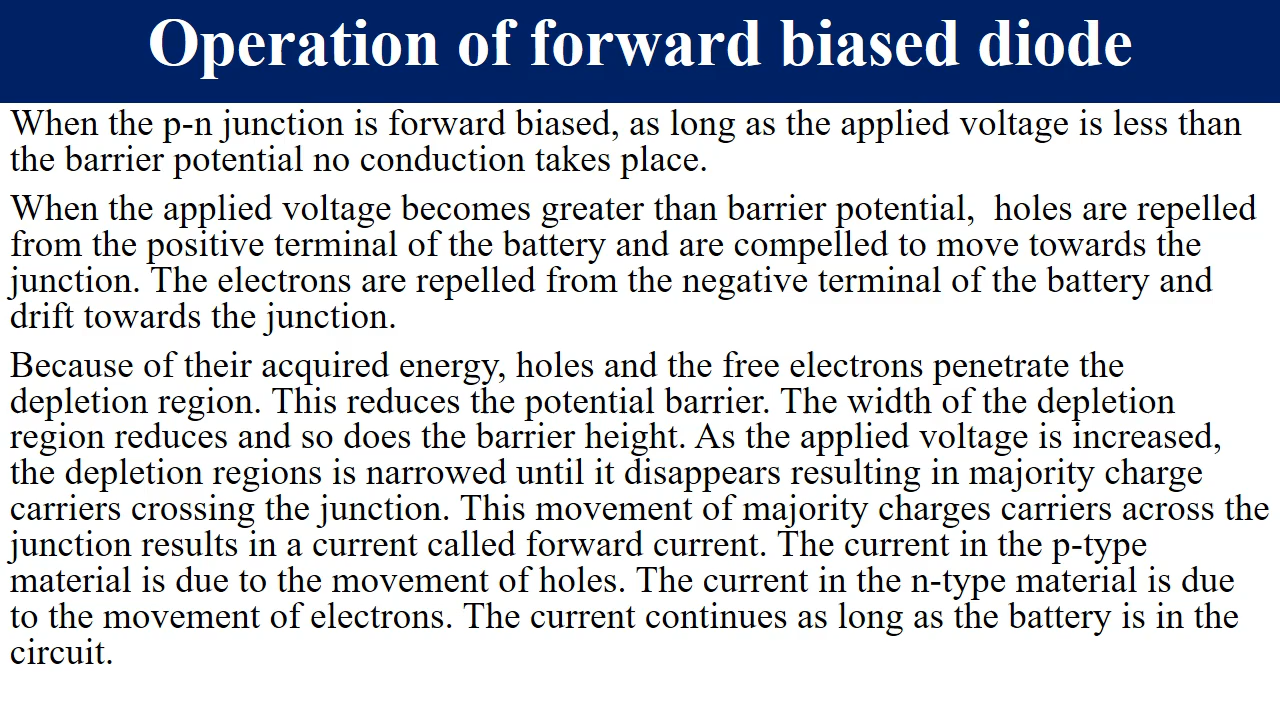 Operation of forward biased diode
When the p-n junction is forward biased, as long as the applied voltage is less than
the barrier potential no conduction takes place.
When the applied voltage becomes greater than barrier potential,  holes are repelled
from the positive terminal of the battery and are compelled to move towards the
junction. The electrons are repelled from the negative terminal of the battery and
drift towards the junction.
Because of their acquired energy, holes and the free electrons penetrate the
depletion region. This reduces the potential barrier. The width of the depletion
region reduces and so does the barrier height. As the applied voltage is increased,
the depletion regions is narrowed until it disappears resulting in majority charge
carriers crossing the junction. This movement of majority charges carriers across the
junction results in a current called forward current. The current in the p-type
material is due to the movement of holes. The current in the n-type material is due
to the movement of electrons. The current continues as long as the battery is in the
circuit.